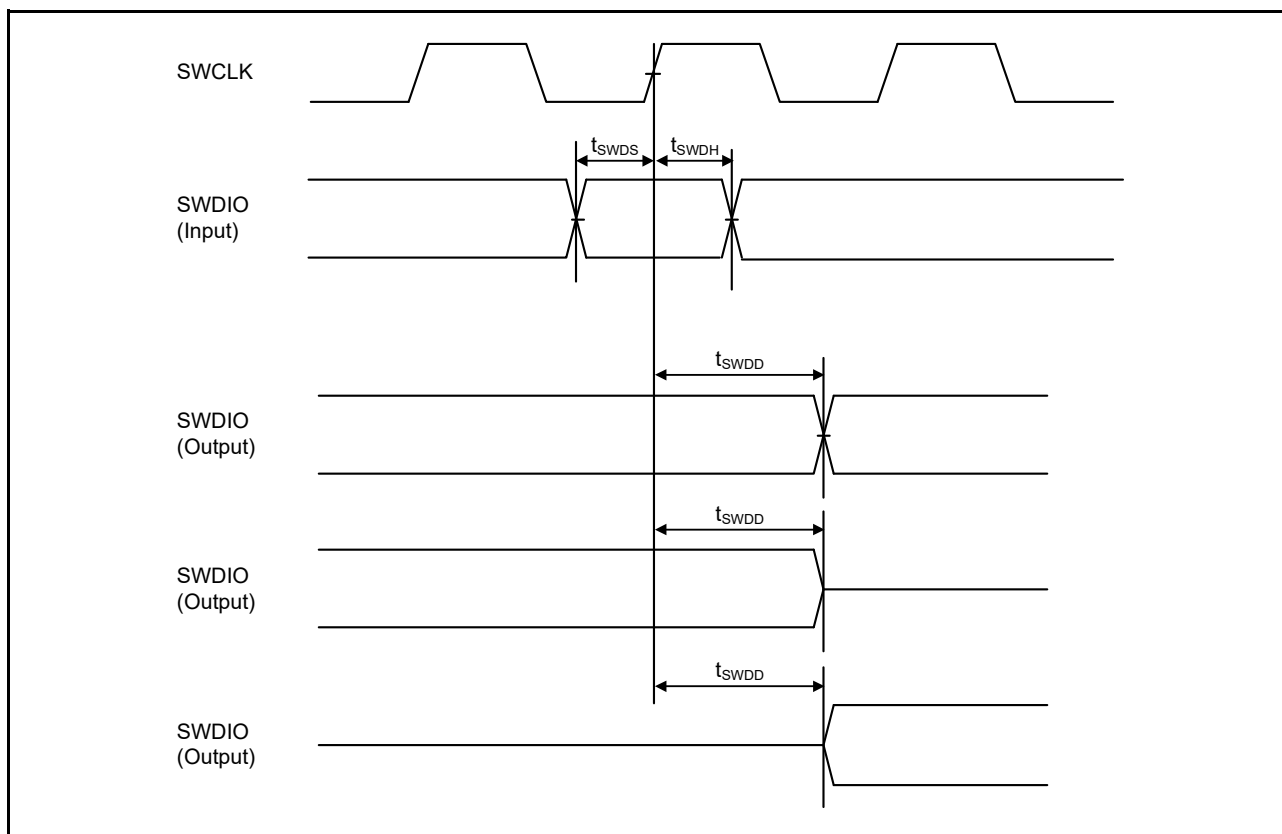 SWCLK
tSWDS tSWDH
SWDIO
(Input)
tSWDD
SWDIO
(Output)
tSWDD
SWDIO
(Output)
tSWDD
SWDIO
(Output)